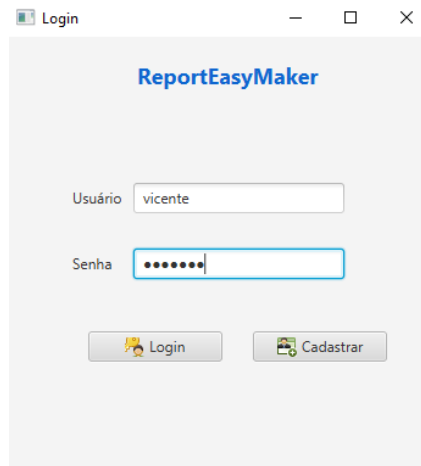 Login
ReportEasyMaker
Usuário vicente
Senha •••••••
Login Cadastrar